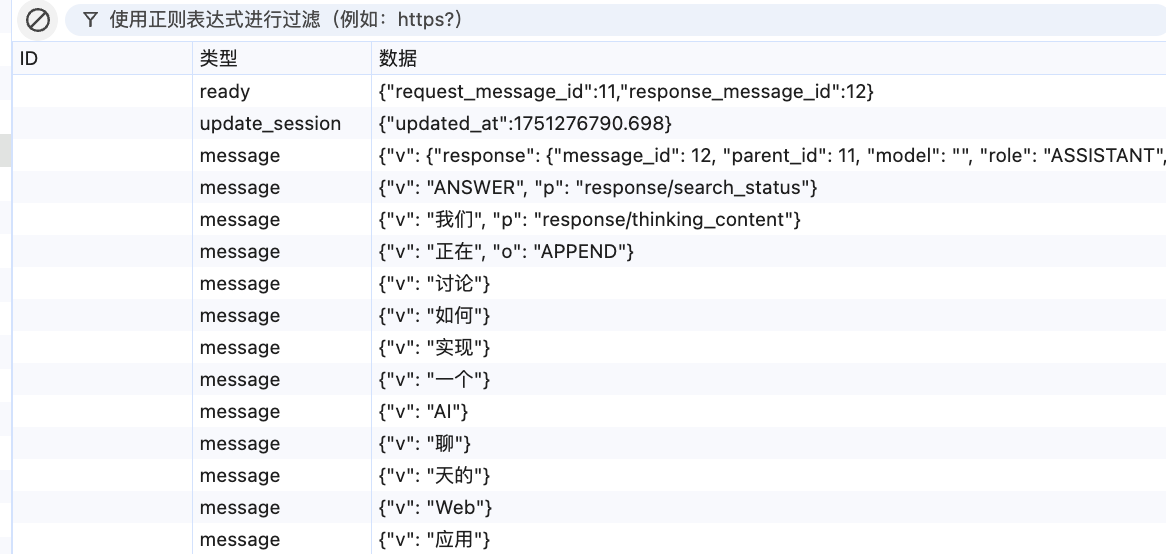 使用正则表达式进行过滤（例如：https?）
ID 类型 数据
ready {"request_message_id":11,"response_message_id":12}
update_session {"updated_at":1751276790.698}
message {"v": {"response": {"message_id": 12, "parent_id": 11, "model": "", "role": "ASSISTANT",
message {"v": "ANSWER", "p": "response/search_status"}
message {"v": "我们", "p": "response/thinking_content"}
message {"v": "正在", "o": "APPEND"}
message {"v": "讨论"}
message {"v": "如何"}
message {"v": "实现"}
message {"v": "一个"}
message {"v": "AI"}
message {"v": "聊"}
message {"v": "天的"}
message {"v": "Web"}
message {"v": "应用"}